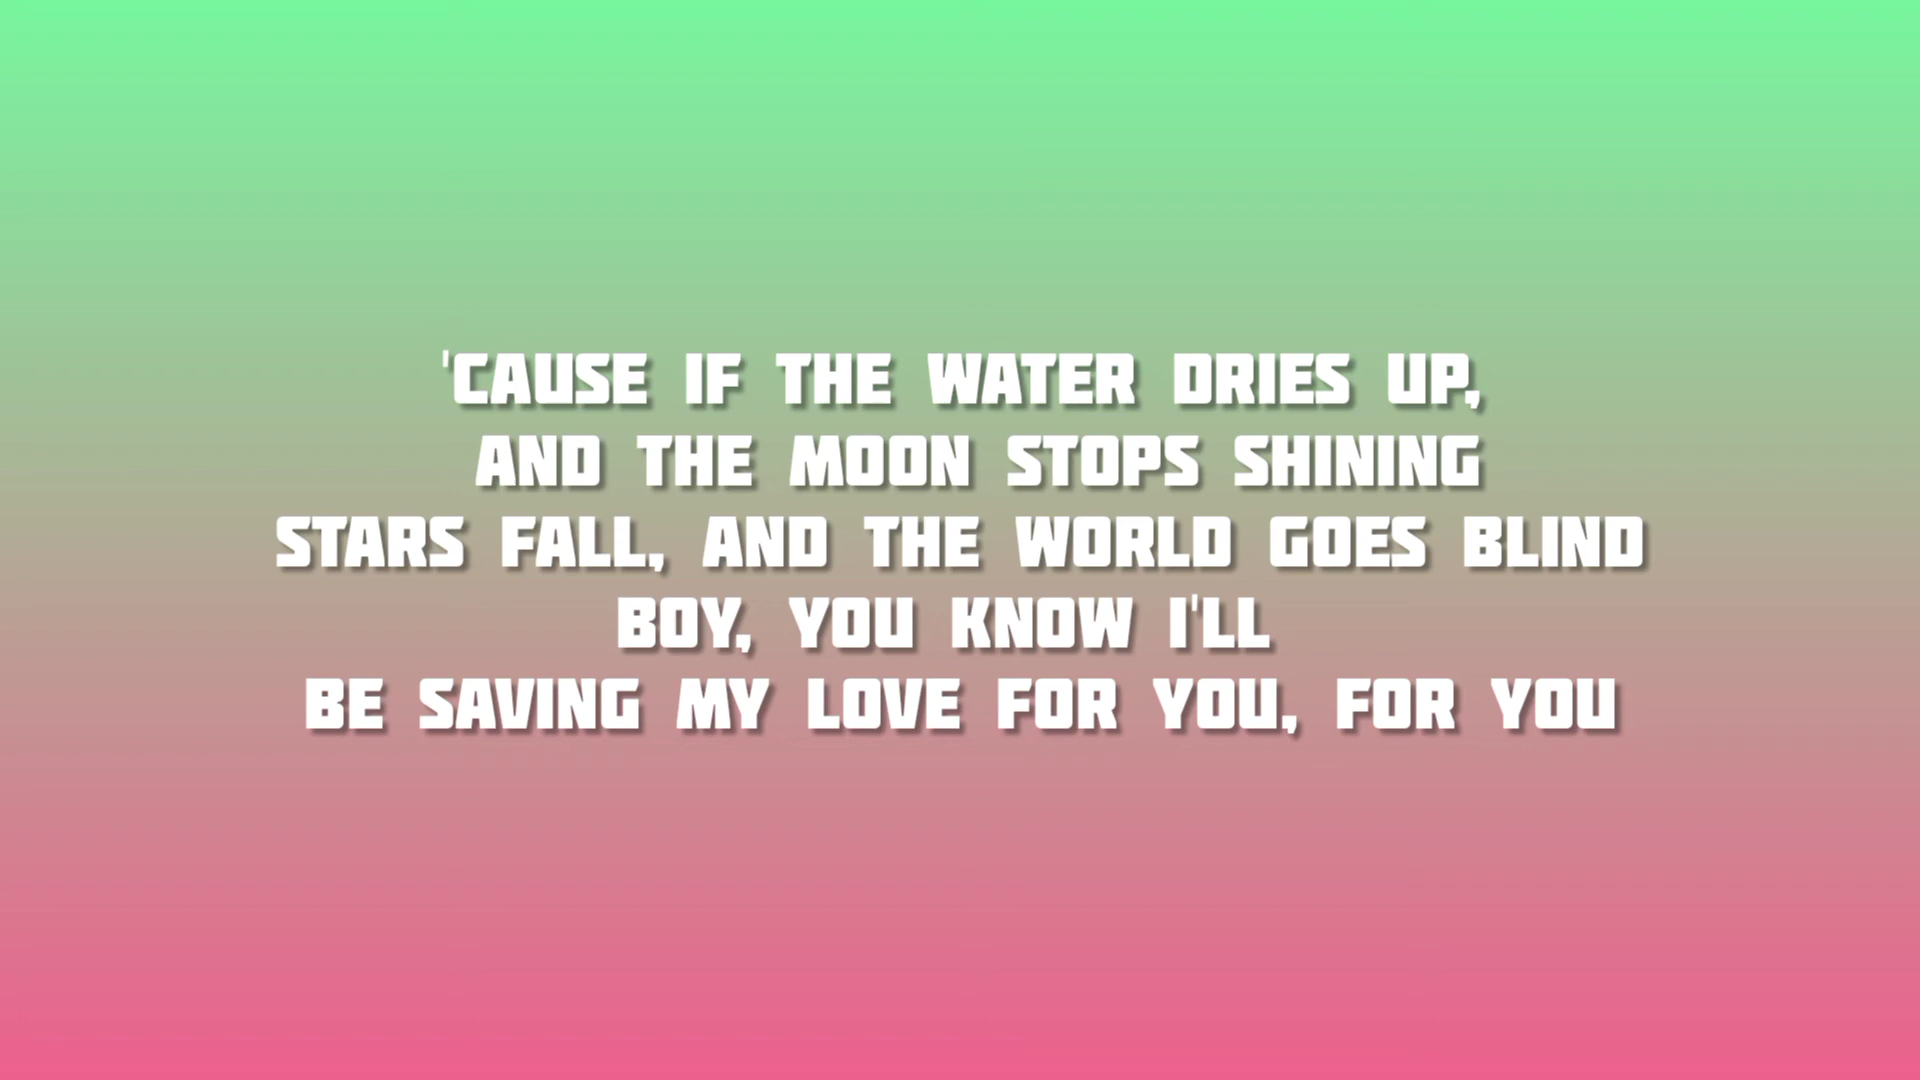 'CAUSE IF THE WATER DRIES UP,
AND THE MOON STOPS SHINING
STARS FALL, AND THE WORLD GOES BLIND
BOY, YOU KNOW I'LL
BE SAVING MY LOVE FOR YOU, FOR YOU